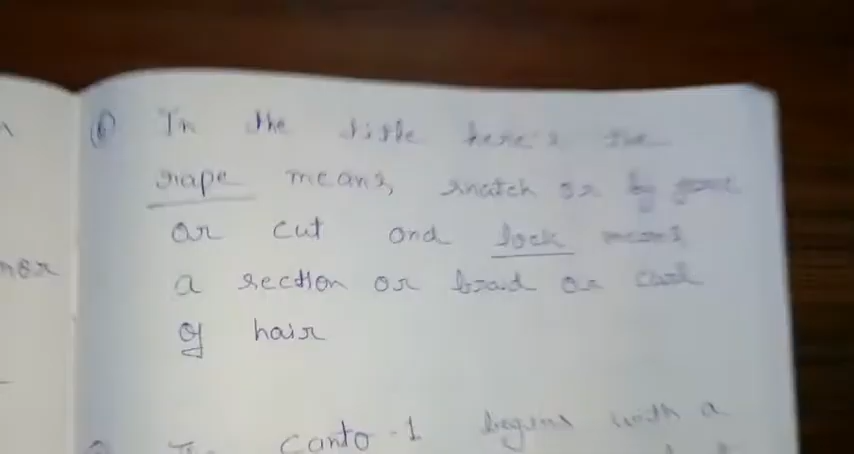 In the title here's the
rape means, snatch or by
or cut and lock means
a section or braid or curl
of hair
Canto-1 begins with a